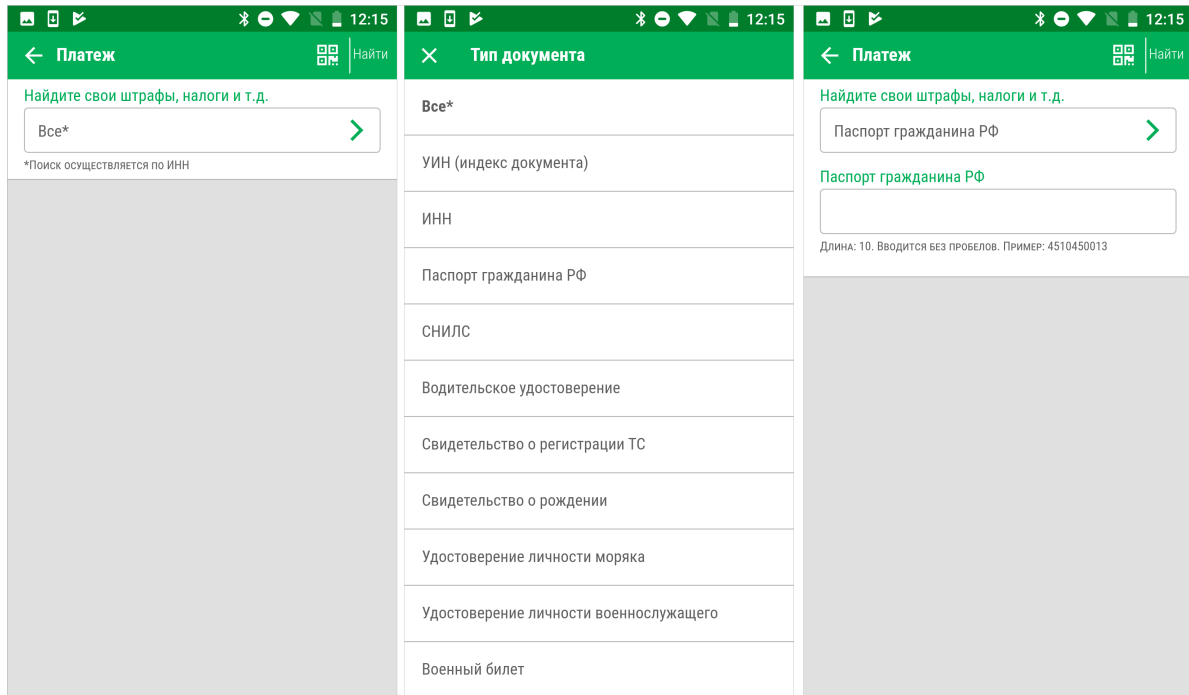 12:15
Платеж
Найти
Найдите свои штрафы, налоги и т.д.
Все*
*Поиск осуществляется по ИНН
12:15
Тип документа
Все*
УИН (индекс документа)
ИНН
Паспорт гражданина РФ
СНИЛС
Водительское удостоверение
Свидетельство о регистрации ТС
Свидетельство о рождении
Удостоверение личности моряка
Удостоверение личности военнослужащего
Военный билет
12:15
Платеж
Найти
Найдите свои штрафы, налоги и т.д.
Паспорт гражданина РФ
Паспорт гражданина РФ
Длина: 10. Вводится без пробелов. Пример: 4510450013